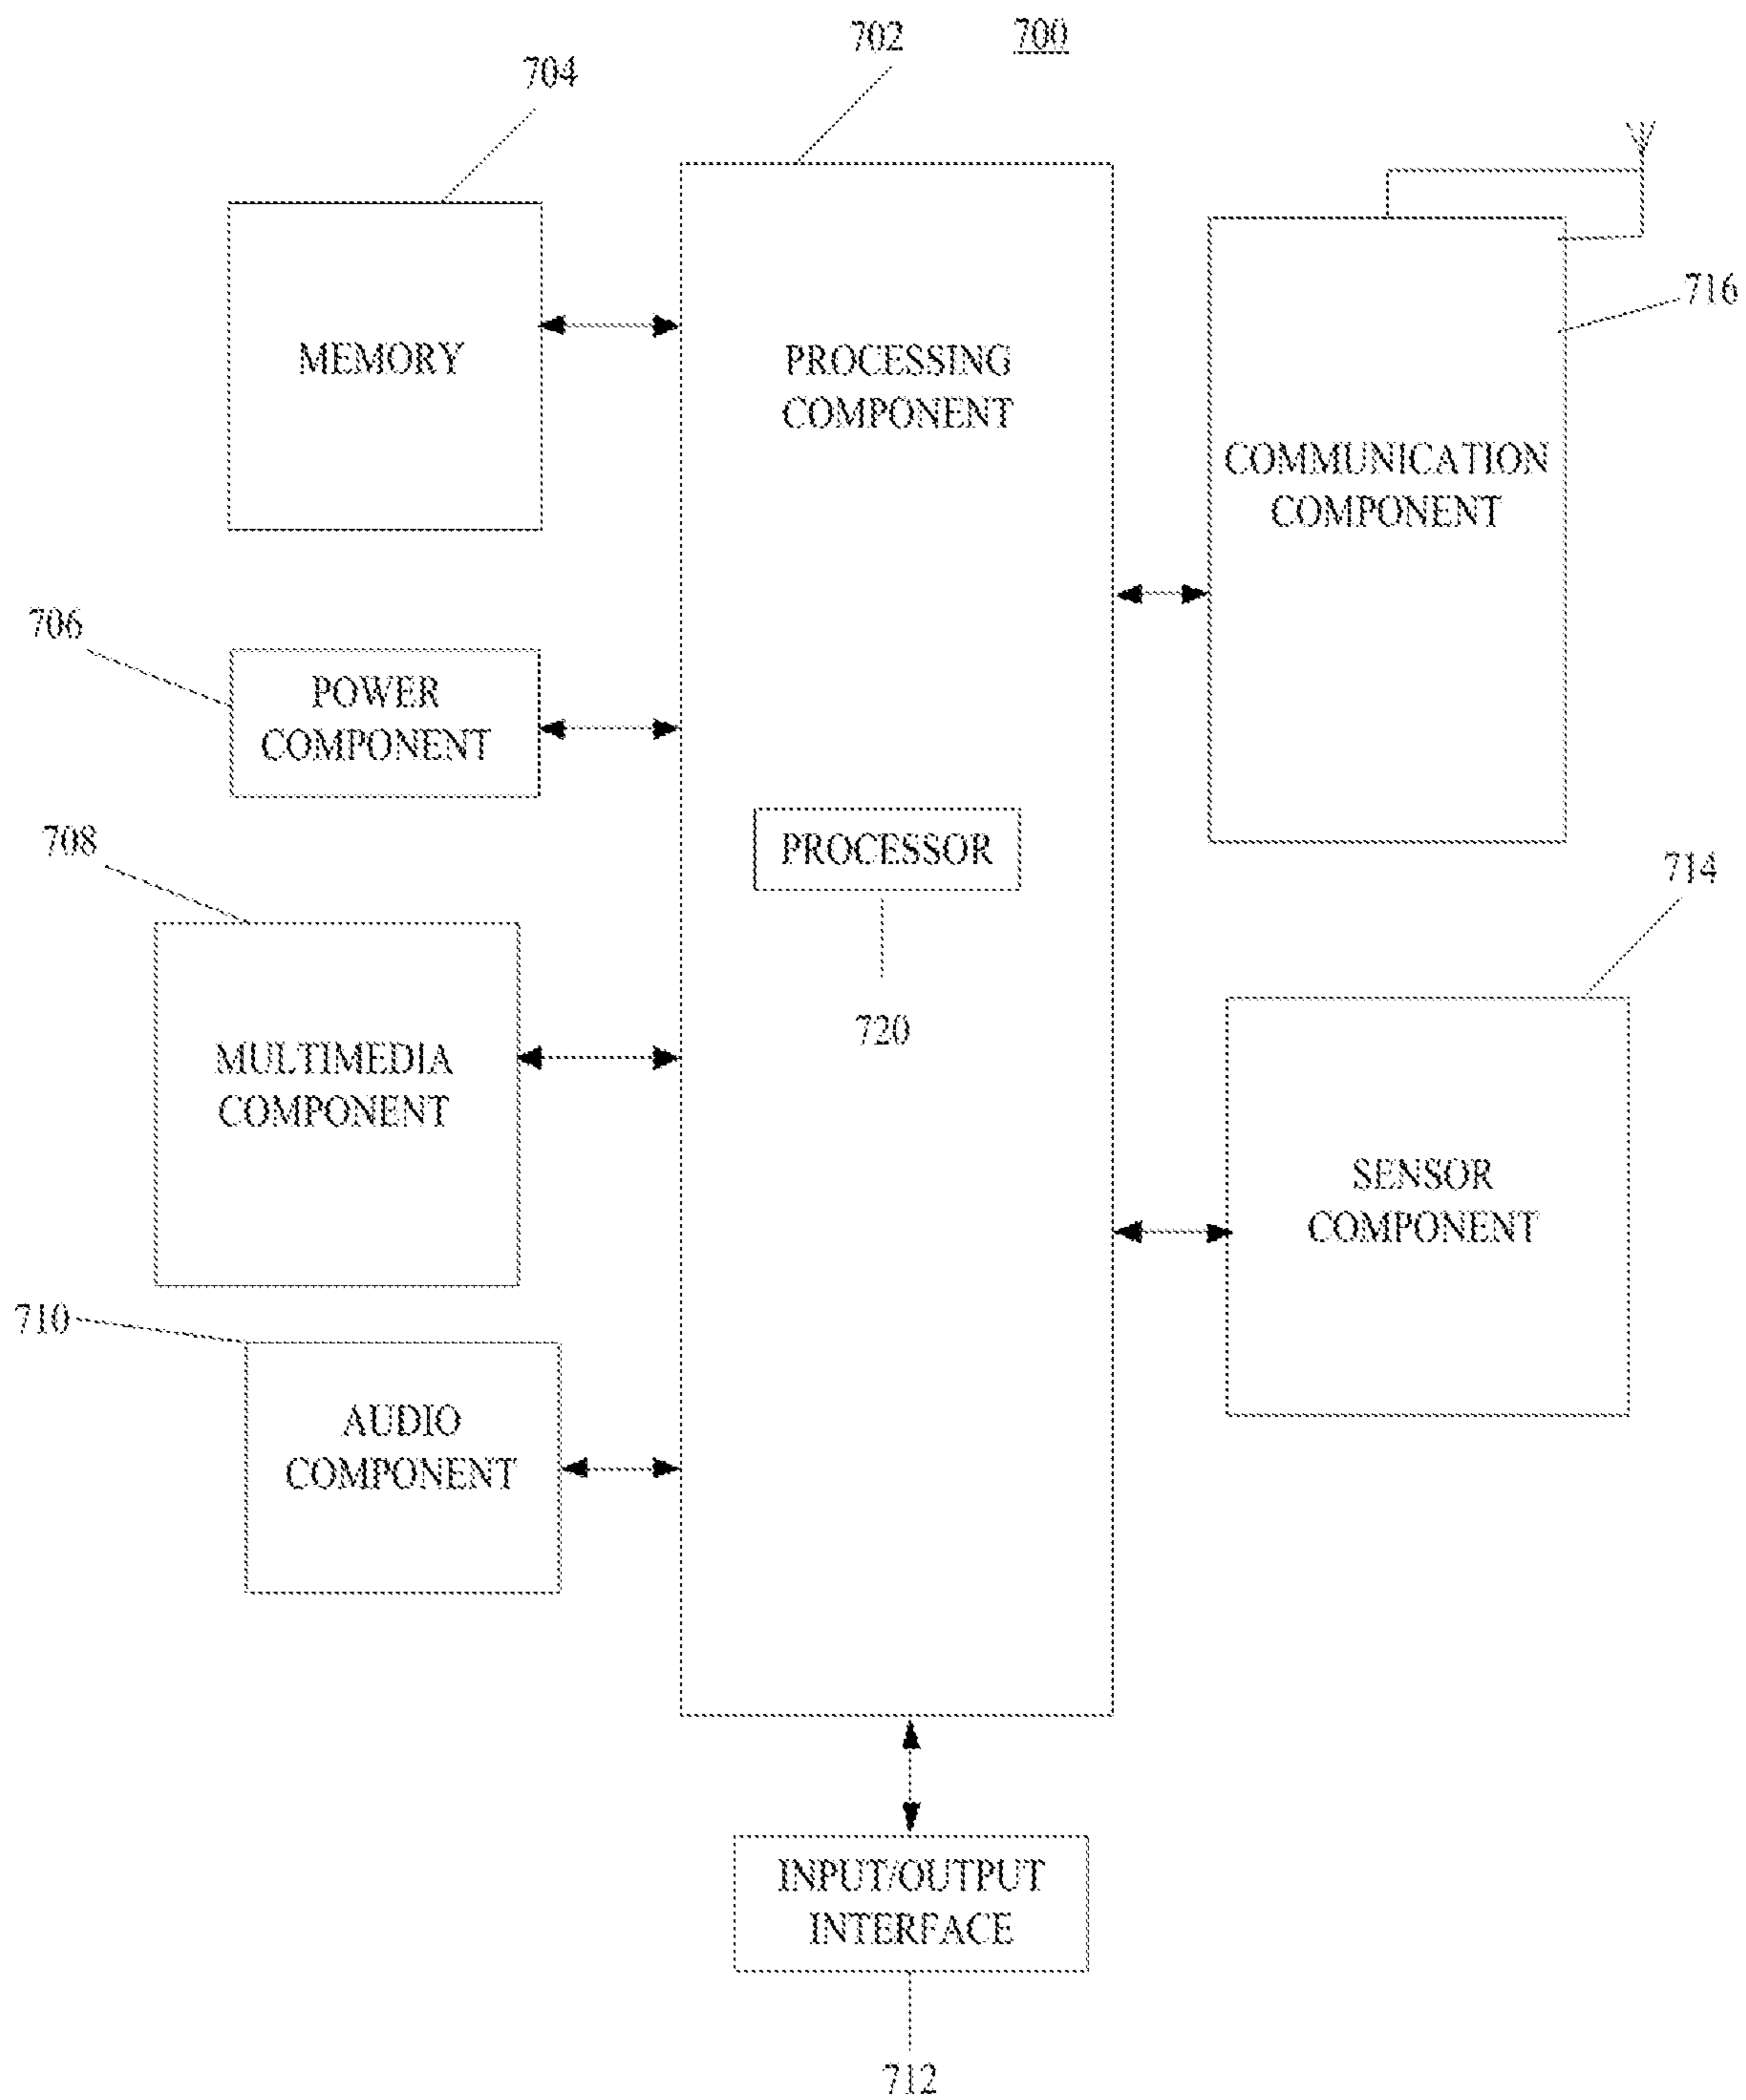 700
702
704
MEMORY
PROCESSING
COMPONENT
716
COMMUNICATION
COMPONENT
706
POWER
COMPONENT
708
PROCESSOR
720
714
MULTIMEDIA
COMPONENT
SENSOR
COMPONENT
710
AUDIO
COMPONENT
INPUT/OUTPUT
INTERFACE
712